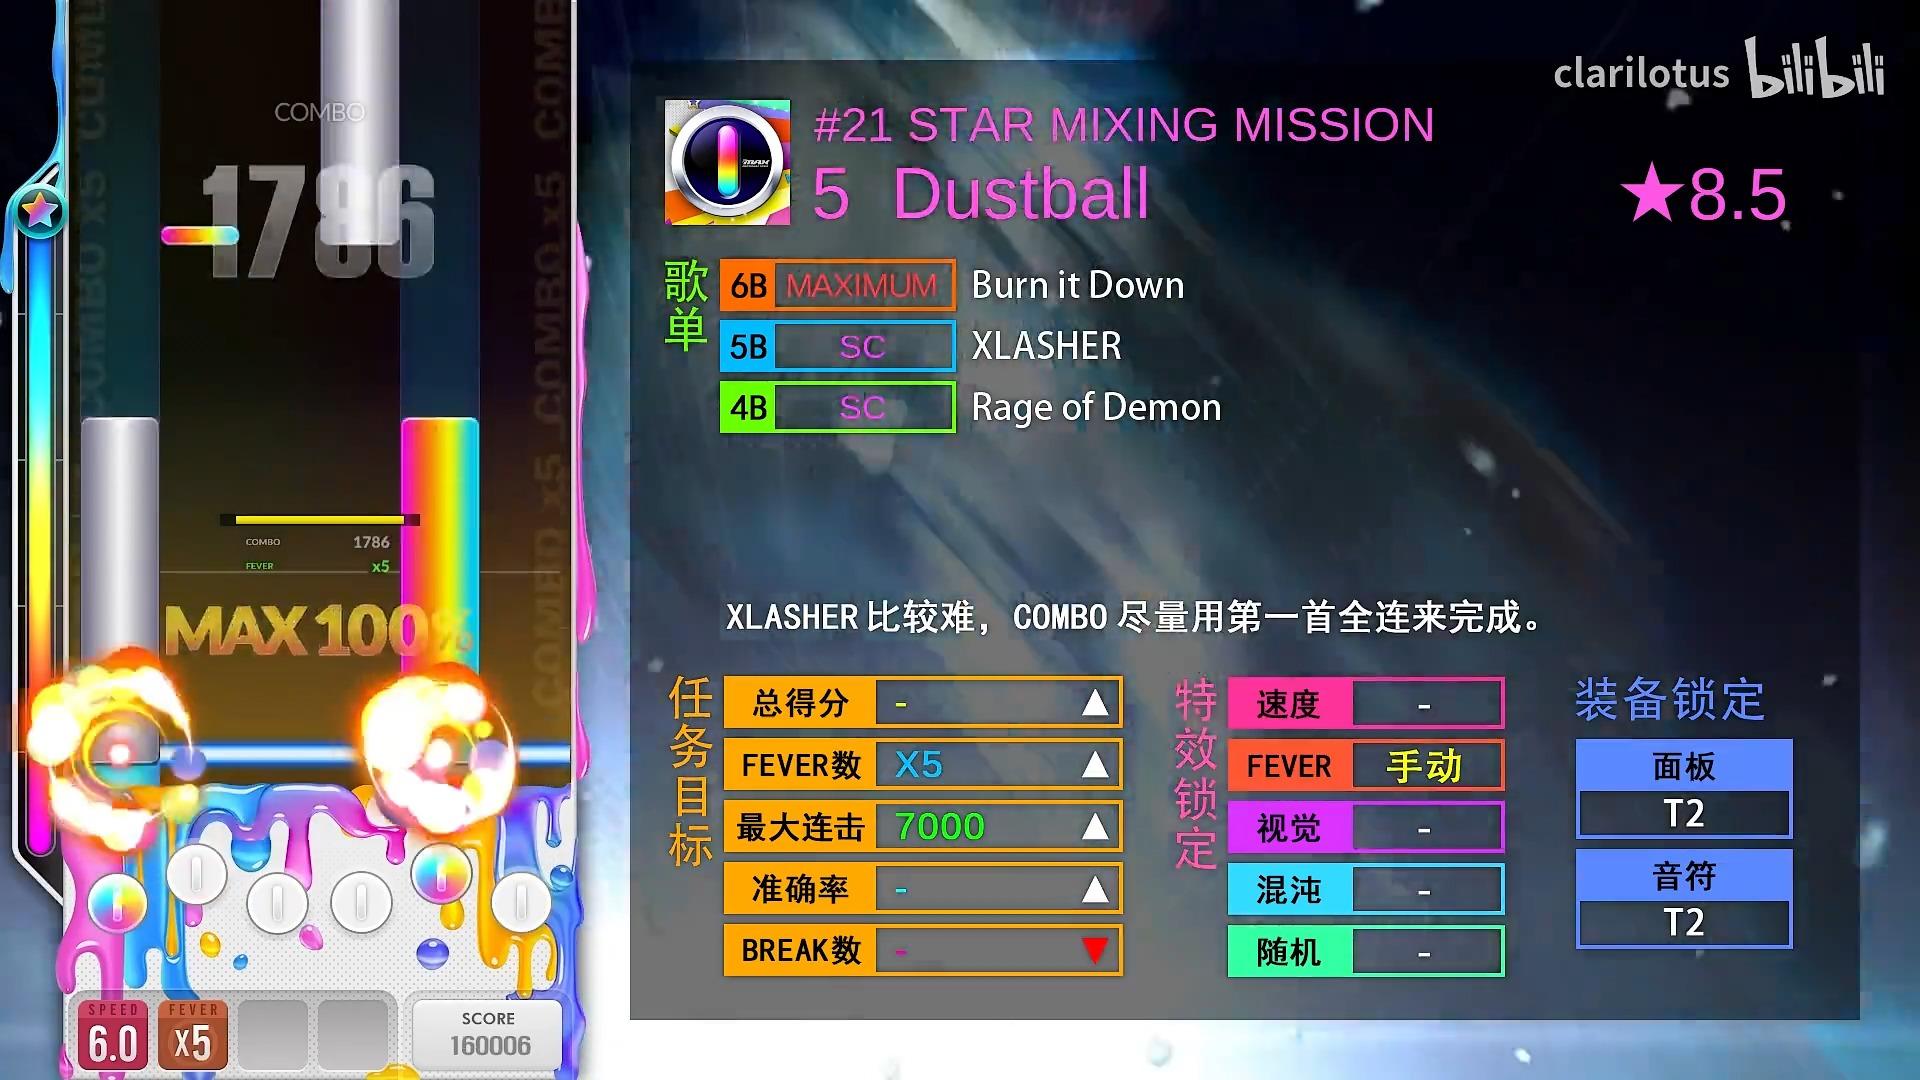 clarilotus bilibili
COMBO
1786
COMBO 1786
FEVER x5
MAX 100%
SPEED
6.0
FEVER
X5
SCORE
160006
#21 STAR MIXING MISSION
5 Dustball
★8.5
歌单
6B MAXIMUM Burn it Down
5B SC XLASHER
4B SC Rage of Demon
XLASHER 比较难，COMBO 尽量用第一首全连来完成。
任务目标
总得分 - ▲
FEVER数 X5 ▲
最大连击 7000 ▲
准确率 - ▲
BREAK数 - ▼
特效锁定
速度 -
FEVER 手动
视觉 -
混沌 -
随机 -
装备锁定
面板
T2
音符
T2